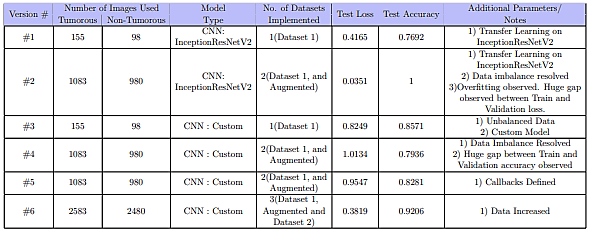 Version # Number of Images Used Model Type No. of Datasets Implemented Test Loss Test Accuracy Additional Parameters/ Notes
Tumorous Non-Tumorous
#1 155 98 CNN: InceptionResNetV2 1(Dataset 1) 0.4165 0.7692 1) Transfer Learning on InceptionResNetV2
#2 1083 980 CNN: InceptionResNetV2 2(Dataset 1, and Augmented) 0.0351 1 1) Transfer Learning on InceptionResNetV2
2) Data imbalance resolved
3)Overfitting observed. Huge gap
observed between Train and
Validation loss.
#3 155 98 CNN : Custom 1(Dataset 1) 0.8249 0.8571 1) Unbalanced Data
2) Custom Model
#4 1083 980 CNN : Custom 2(Dataset 1, and Augmented) 1.0134 0.7936 1) Data Imbalance Resolved
2) Huge gap between Train and
Validation accuracy observed
#5 1083 980 CNN : Custom 2(Dataset 1, and Augmented) 0.9547 0.8281 1) Callbacks Defined
#6 2583 2480 CNN : Custom 3(Dataset 1, Augmented and Dataset 2) 0.3819 0.9206 1) Data Increased